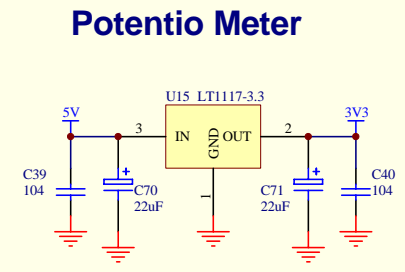 Potentio Meter
U15 LT1117-3.3
5V
3V3
3
IN
GND
OUT
2
1
C39
104
C70
22uF
C71
22uF
C40
104